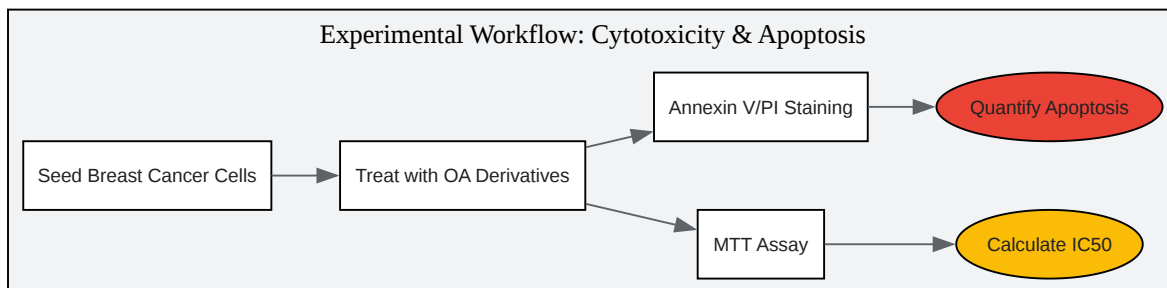 Experimental Workflow: Cytotoxicity & Apoptosis
Seed Breast Cancer Cells
Treat with OA Derivatives
Annexin V/PI Staining
Quantify Apoptosis
MTT Assay
Calculate IC50